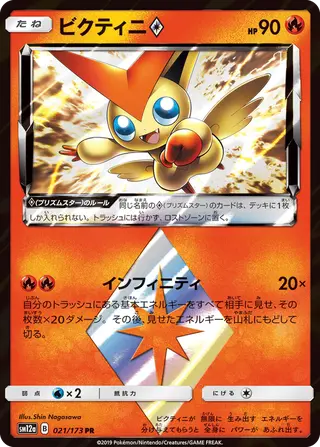 たね ビクティニ◇ HP 90
◇(プリズムスター)のルール 同じ名前の◇(プリズムスター)のカードは、デッキに1枚
しか入れられない。トラッシュには行かず、ロストゾーンに置く。
インフィニティ 20×
自分のトラッシュにある基本エネルギーをすべて相手に見せ、その
枚数×20ダメージ。その後、見せたエネルギーを山札にもどして
切る。
弱点 ×2 抵抗力 にげる
Illus.Shin Nagasawa
sm12a B 021/173 PR
ビクティニが 無限に 生み出す エネルギーを
分け与えてもらうと 全身に パワーが あふれだす。
©2019 Pokémon/Nintendo/Creatures/GAME FREAK.